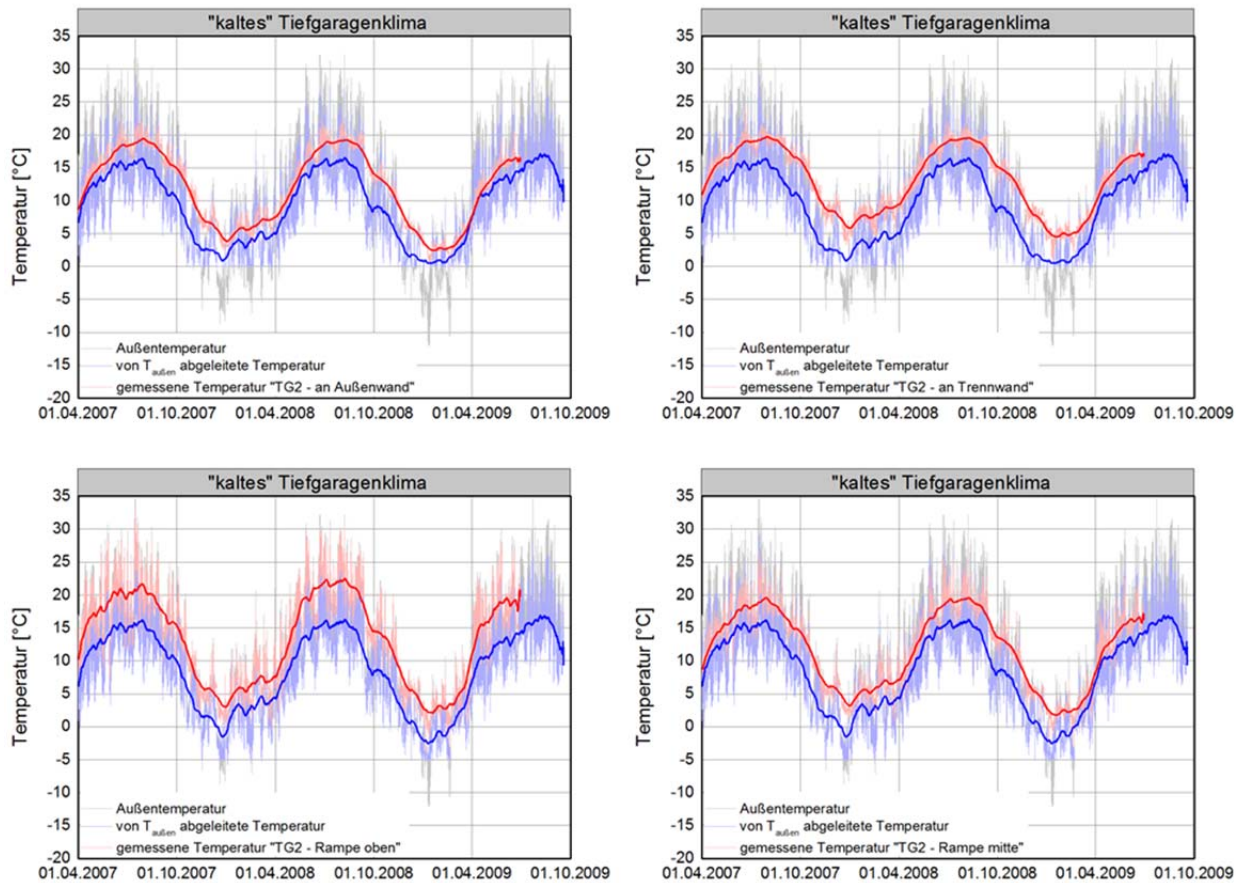 "kaltes" Tiefgaragenklima
35
30
25
20
15
10
5
0
-5
-10
-15
-20
Temperatur [°C]
Außentemperatur
von Taußen abgeleitete Temperatur
gemessene Temperatur "TG2 - an Außenwand"
01.04.2007 01.10.2007 01.04.2008 01.10.2008 01.04.2009 01.10.2009
"kaltes" Tiefgaragenklima
35
30
25
20
15
10
5
0
-5
-10
-15
-20
Temperatur [°C]
Außentemperatur
von Taußen abgeleitete Temperatur
gemessene Temperatur "TG2 - an Trennwand"
01.04.2007 01.10.2007 01.04.2008 01.10.2008 01.04.2009 01.10.2009
"kaltes" Tiefgaragenklima
35
30
25
20
15
10
5
0
-5
-10
-15
-20
Temperatur [°C]
Außentemperatur
von Taußen abgeleitete Temperatur
gemessene Temperatur "TG2 - Rampe oben"
01.04.2007 01.10.2007 01.04.2008 01.10.2008 01.04.2009 01.10.2009
"kaltes" Tiefgaragenklima
35
30
25
20
15
10
5
0
-5
-10
-15
-20
Temperatur [°C]
Außentemperatur
von Taußen abgeleitete Temperatur
gemessene Temperatur "TG2 - Rampe mitte"
01.04.2007 01.10.2007 01.04.2008 01.10.2008 01.04.2009 01.10.2009